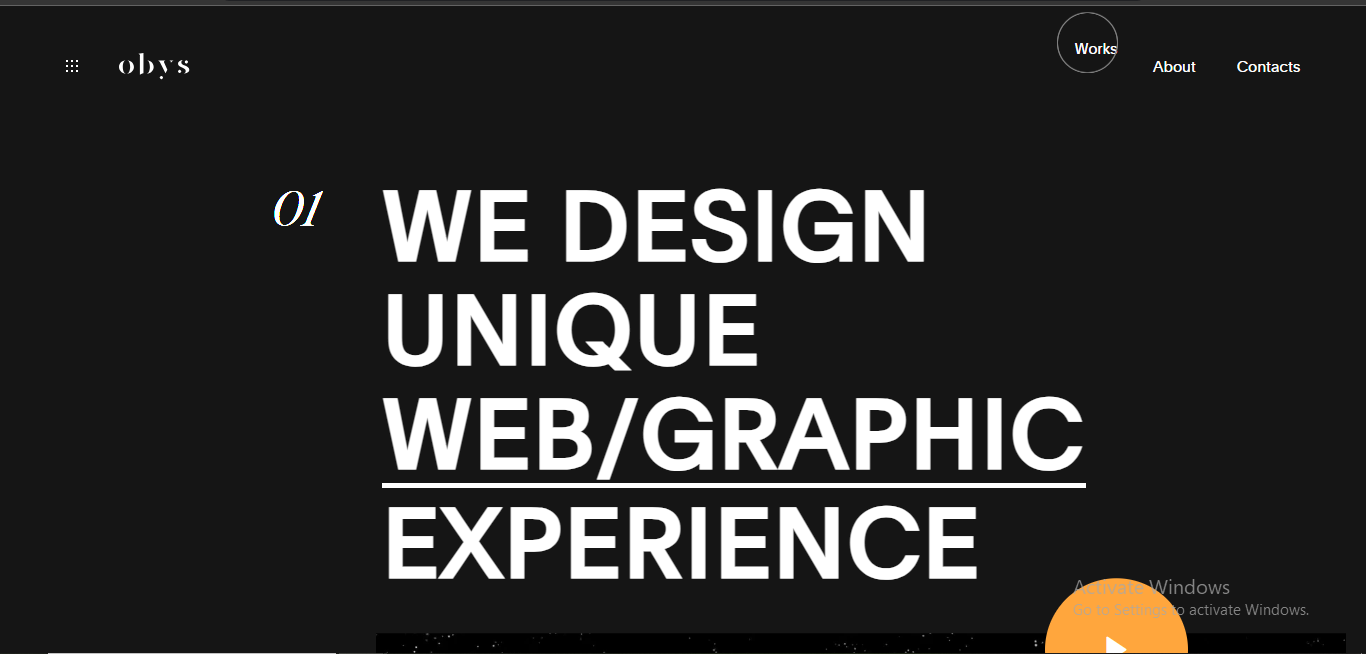 obys
Works
About
Contacts
01
WE DESIGN
UNIQUE
WEB/GRAPHIC
EXPERIENCE
Activate Windows
Go to Settings to activate Windows.